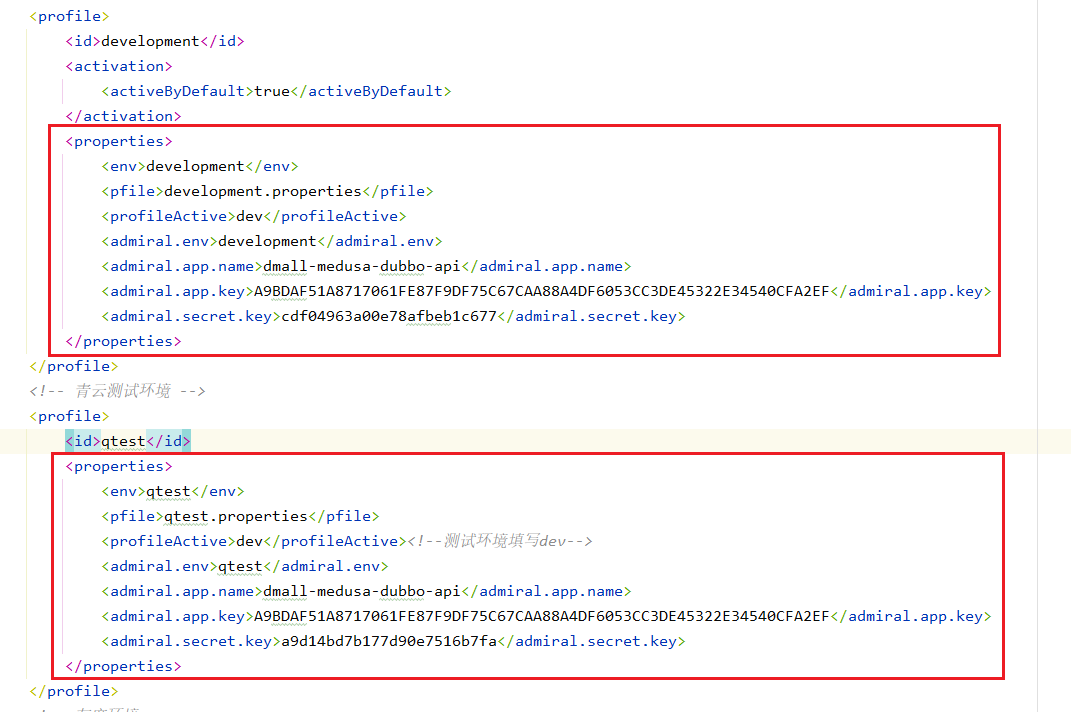 <profile>
<id>development</id>
<activation>
<activeByDefault>true</activeByDefault>
</activation>
<properties>
<env>development</env>
<pfile>development.properties</pfile>
<profileActive>dev</profileActive>
<admiral.env>development</admiral.env>
<admiral.app.name>dmall-medusa-dubbo-api</admiral.app.name>
<admiral.app.key>A9BDAF51A8717061FE87F9DF75C67CAA88A4DF6053CC3DE45322E34540CFA2EF</admiral.app.key>
<admiral.secret.key>cdf04963a00e78afbeb1c677</admiral.secret.key>
</properties>
</profile>
<!-- 青云测试环境 -->
<profile>
<id>qtest</id>
<properties>
<env>qtest</env>
<pfile>qtest.properties</pfile>
<profileActive>dev</profileActive><!--测试环境填写dev-->
<admiral.env>qtest</admiral.env>
<admiral.app.name>dmall-medusa-dubbo-api</admiral.app.name>
<admiral.app.key>A9BDAF51A8717061FE87F9DF75C67CAA88A4DF6053CC3DE45322E34540CFA2EF</admiral.app.key>
<admiral.secret.key>a9d14bd7b177d90e7516b7fa</admiral.secret.key>
</properties>
</profile>